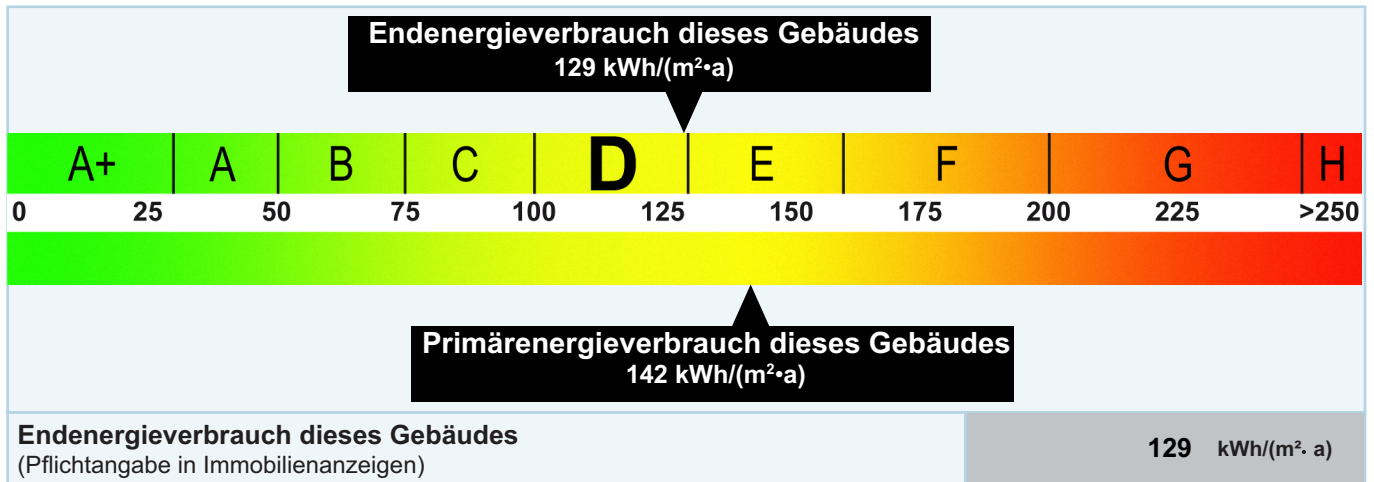 Endenergieverbrauch dieses Gebäudes
129 kWh/(m²•a)
A+ A B C D E F G H
0 25 50 75 100 125 150 175 200 225 >250
Primärenergieverbrauch dieses Gebäudes
142 kWh/(m²•a)
Endenergieverbrauch dieses Gebäudes
(Pflichtangabe in Immobilienanzeigen)
129 kWh/(m²· a)